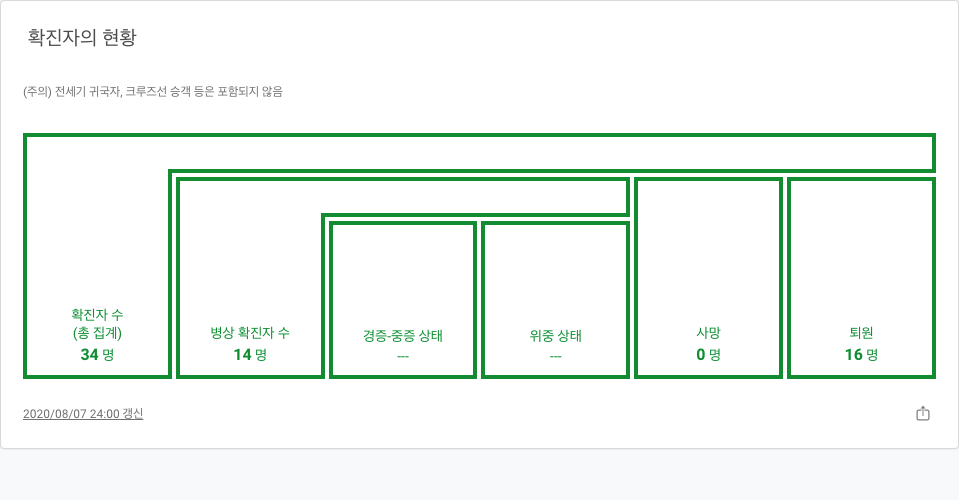 확진자의 현황
(주의) 전세기 귀국자, 크루즈선 승객 등은 포함되지 않음
확진자 수
(총 집계)
34 명
병상 확진자 수
14 명
경증-중증 상태
---
위중 상태
---
사망
0 명
퇴원
16 명
2020/08/07 24:00 갱신